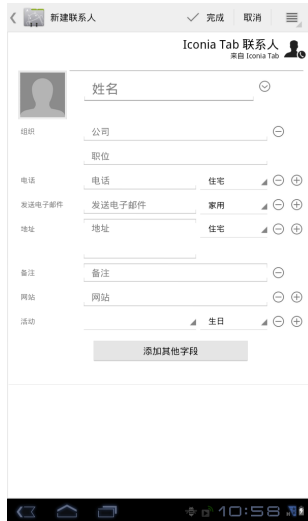 新建联系人
完成
取消
Iconia Tab 联系人
来自 Iconia Tab
姓名
组织
公司
职位
电话
电话
住宅
发送电子邮件
发送电子邮件
家用
地址
地址
住宅
备注
备注
网站
网站
活动
生日
添加其他字段
10:58